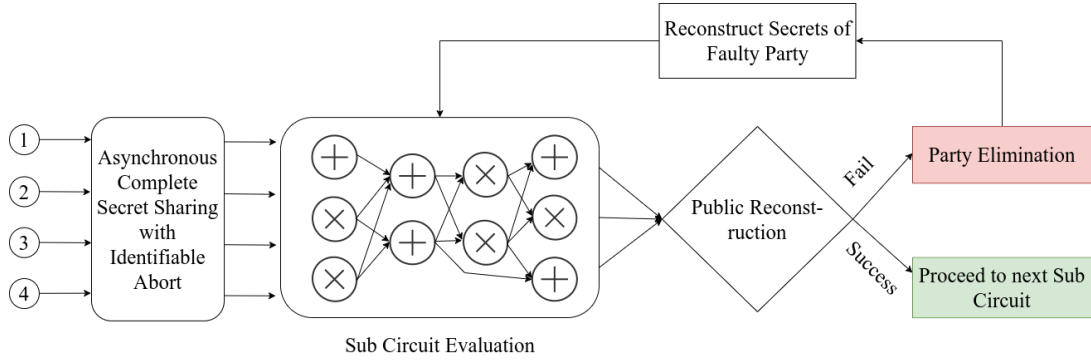 Reconstruct Secrets of
Faulty Party
1
2
3
4
Asynchronous
Complete
Secret Sharing
with
Identifiable
Abort
+
×
×
+
+
×
×
+
×
+
Sub Circuit Evaluation
Public Reconst-
ruction
Fail
Success
Party Elimination
Proceed to next Sub
Circuit